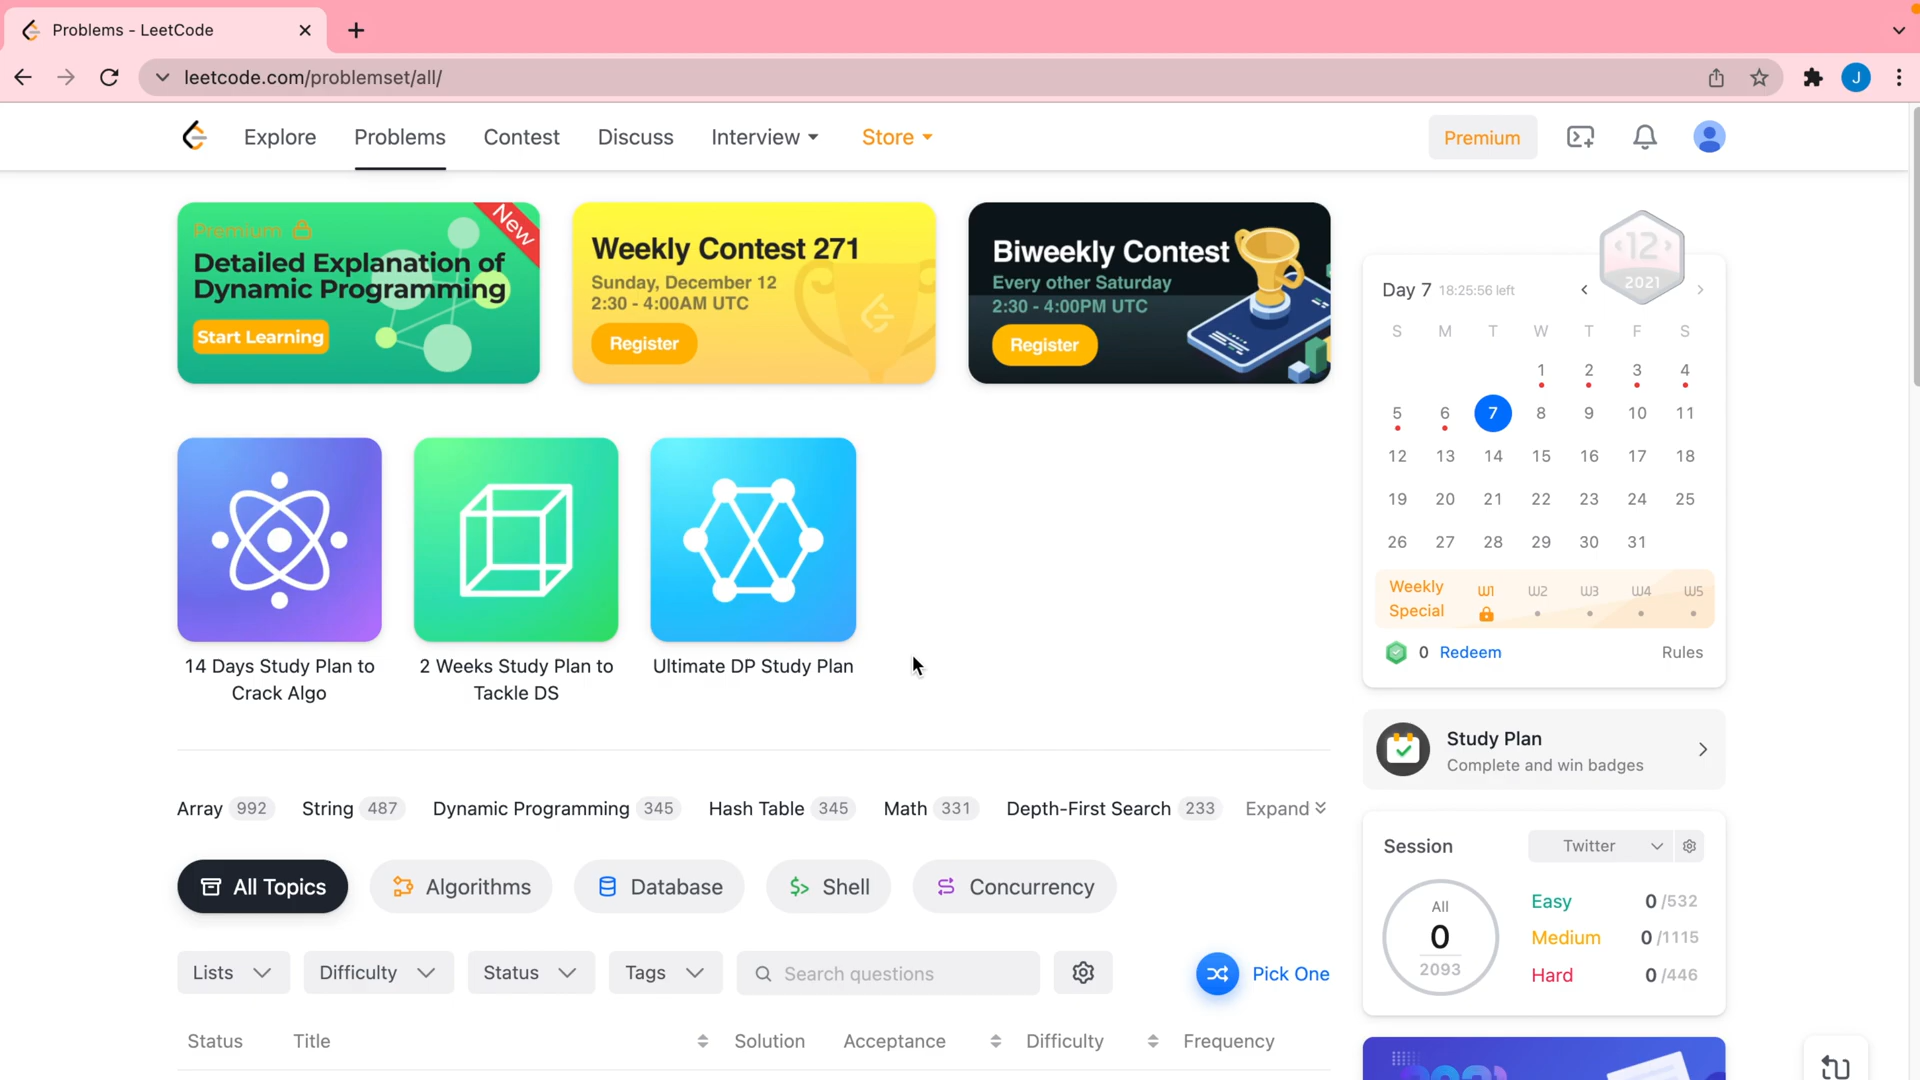 Problems - LeetCode
leetcode.com/problemset/all/
J
Explore Problems Contest Discuss Interview Store Premium
Premium
New
Detailed Explanation of
Dynamic Programming
Start Learning
Weekly Contest 271
Sunday, December 12
2:30 - 4:00AM UTC
Register
Biweekly Contest
Every other Saturday
2:30 - 4:00PM UTC
Register
12
2021
Day 7 18:25:56 left
S M T W T F S
1 2 3 4
5 6 7 8 9 10 11
12 13 14 15 16 17 18
19 20 21 22 23 24 25
26 27 28 29 30 31
Weekly
Special
W1 W2 W3 W4 W5
0 Redeem Rules
14 Days Study Plan to
Crack Algo
2 Weeks Study Plan to
Tackle DS
Ultimate DP Study Plan
Study Plan
Complete and win badges
Array 992 String 487 Dynamic Programming 345 Hash Table 345 Math 331 Depth-First Search 233 Expand
All Topics Algorithms Database Shell Concurrency
Session Twitter
All
0
2093
Easy 0 /532
Medium 0 /1115
Hard 0 /446
Lists Difficulty Status Tags Search questions Pick One
Status Title Solution Acceptance Difficulty Frequency